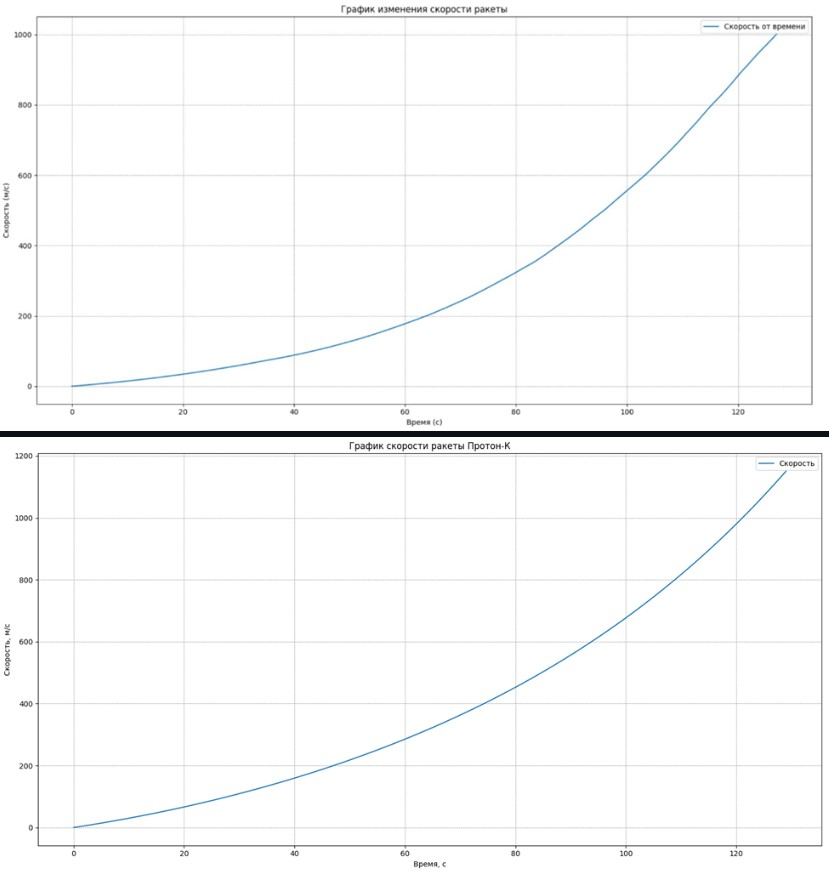 График изменения скорости ракеты
Скорость от времени
1000
800
600
400
200
0
Скорость (м/с)
0 20 40 60 80 100 120
Время (с)
График скорости ракеты Протон-К
Скорость
1200
1000
800
600
400
200
0
Скорость, м/с
0 20 40 60 80 100 120
Время, с